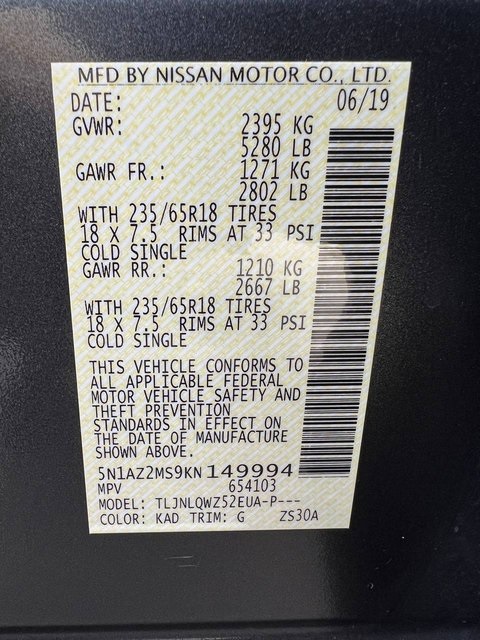 MFD BY NISSAN MOTOR CO., LTD.
DATE: 06/19
GVWR: 2395 KG
5280 LB
GAWR FR.: 1271 KG
2802 LB
WITH 235/65R18 TIRES
18 X 7.5 RIMS AT 33 PSI
COLD SINGLE
GAWR RR.: 1210 KG
2667 LB
WITH 235/65R18 TIRES
18 X 7.5 RIMS AT 33 PSI
COLD SINGLE
THIS VEHICLE CONFORMS TO
ALL APPLICABLE FEDERAL
MOTOR VEHICLE SAFETY AND
THEFT PREVENTION
STANDARDS IN EFFECT ON
THE DATE OF MANUFACTURE
SHOWN ABOVE.
5N1AZ2MS9KN149994
MPV 654103
MODEL: TLJNLQWZ52EUA-P---
COLOR: KAD TRIM: G ZS30A